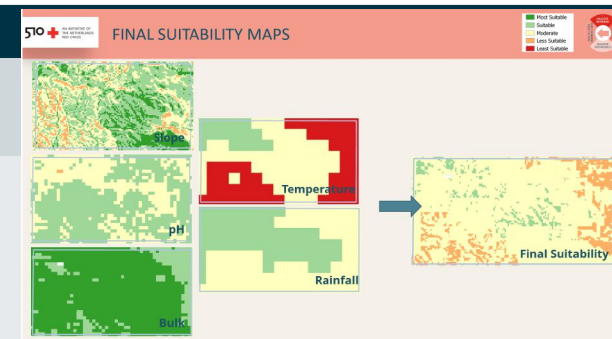 510
AN INITIATIVE OF
THE NETHERLANDS
RED CROSS
FINAL SUITABILITY MAPS
Most Suitable
Suitable
Moderate
Less Suitable
Least Suitable
Slope
Temperature
pH
Final Suitability
Rainfall
Bulk